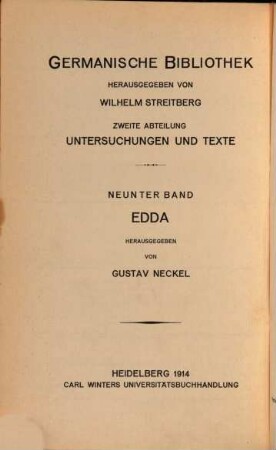 GERMANISCHE BIBLIOTHEK
HERAUSGEGEBEN VON
WILHELM STREITBERG
ZWEITE ABTEILUNG
UNTERSUCHUNGEN UND TEXTE
NEUNTER BAND
EDDA
HERAUSGEGEBEN
VON
GUSTAV NECKEL
HEIDELBERG 1914
CARL WINTERS UNIVERSITÄTSBUCHHANDLUNG